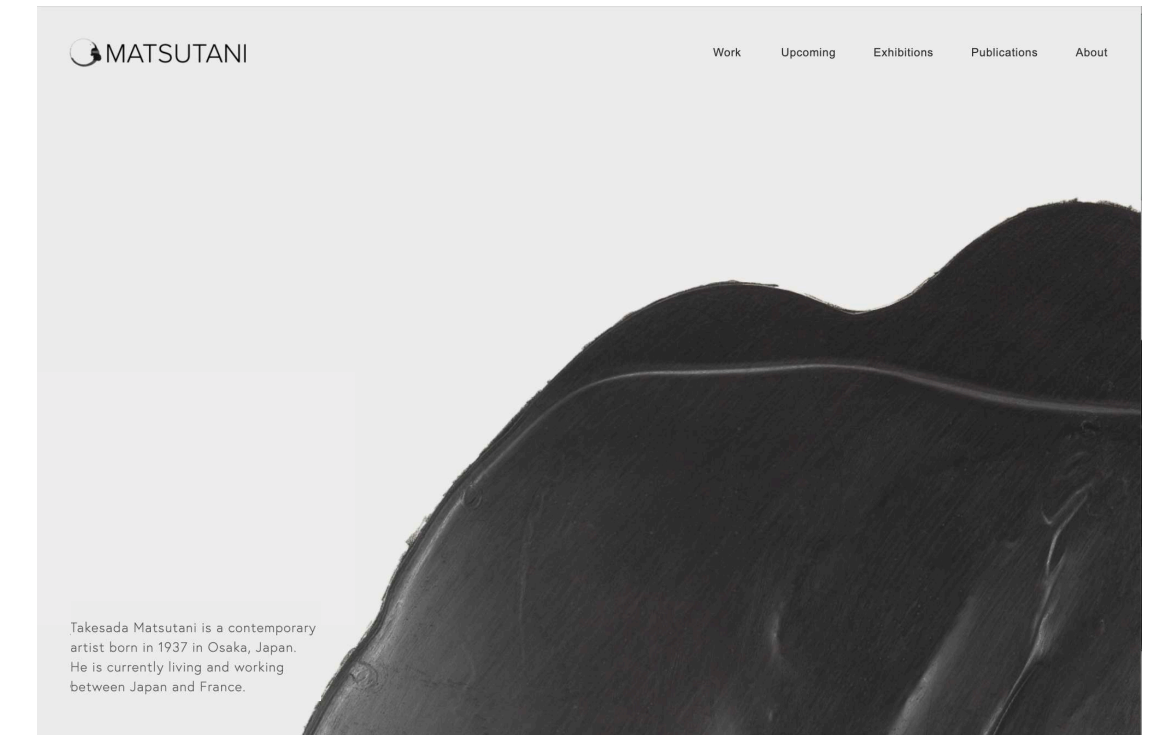 MATSUTANI
Work Upcoming Exhibitions Publications About
Takesada Matsutani is a contemporary
artist born in 1937 in Osaka, Japan.
He is currently living and working
between Japan and France.